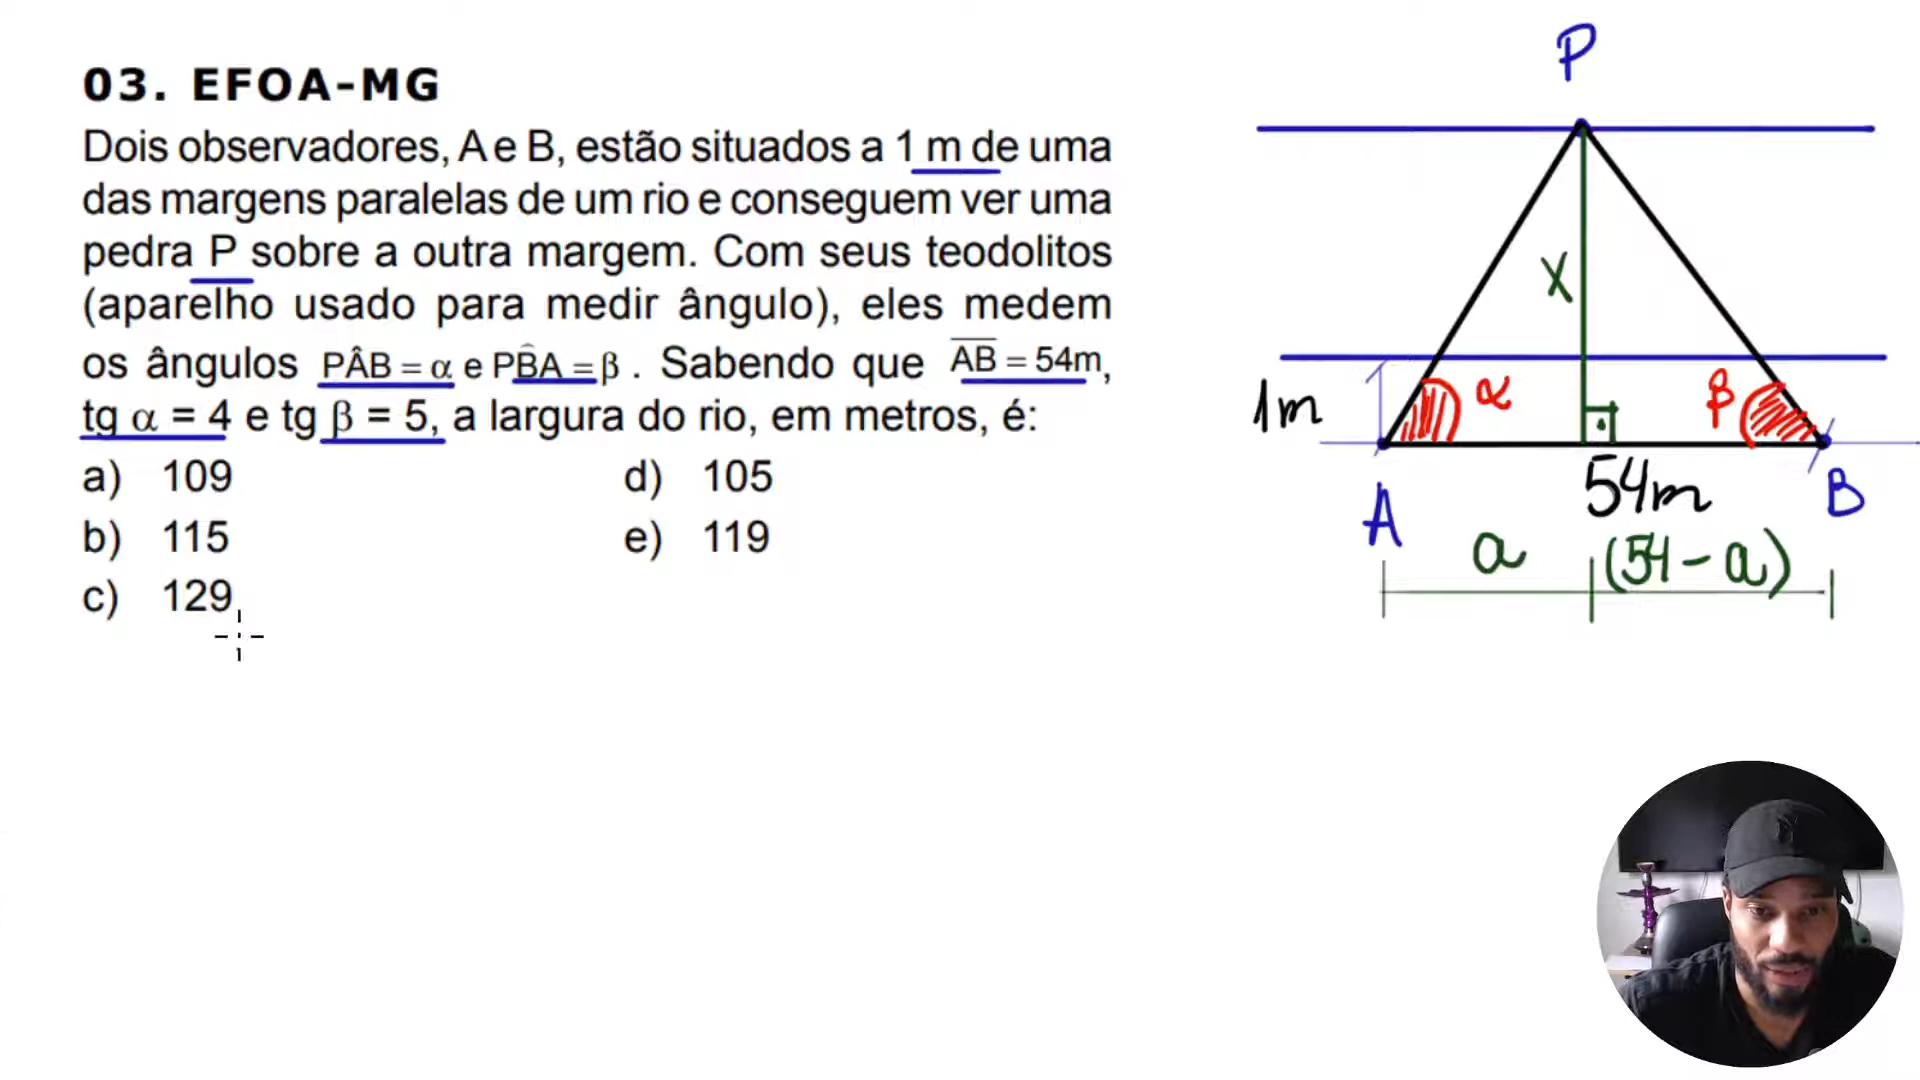 03. EFOA-MG
Dois observadores, A e B, estão situados a 1 m de uma
das margens paralelas de um rio e conseguem ver uma
pedra P sobre a outra margem. Com seus teodolitos
(aparelho usado para medir ângulo), eles medem
os ângulos PÂB = α e PB̂A = β . Sabendo que A̅B̅ = 54m,
tg α = 4 e tg β = 5, a largura do rio, em metros, é:
a) 109
b) 115
c) 129
d) 105
e) 119
P
X
1m
α
β
54m
A
B
a
(54 - a)